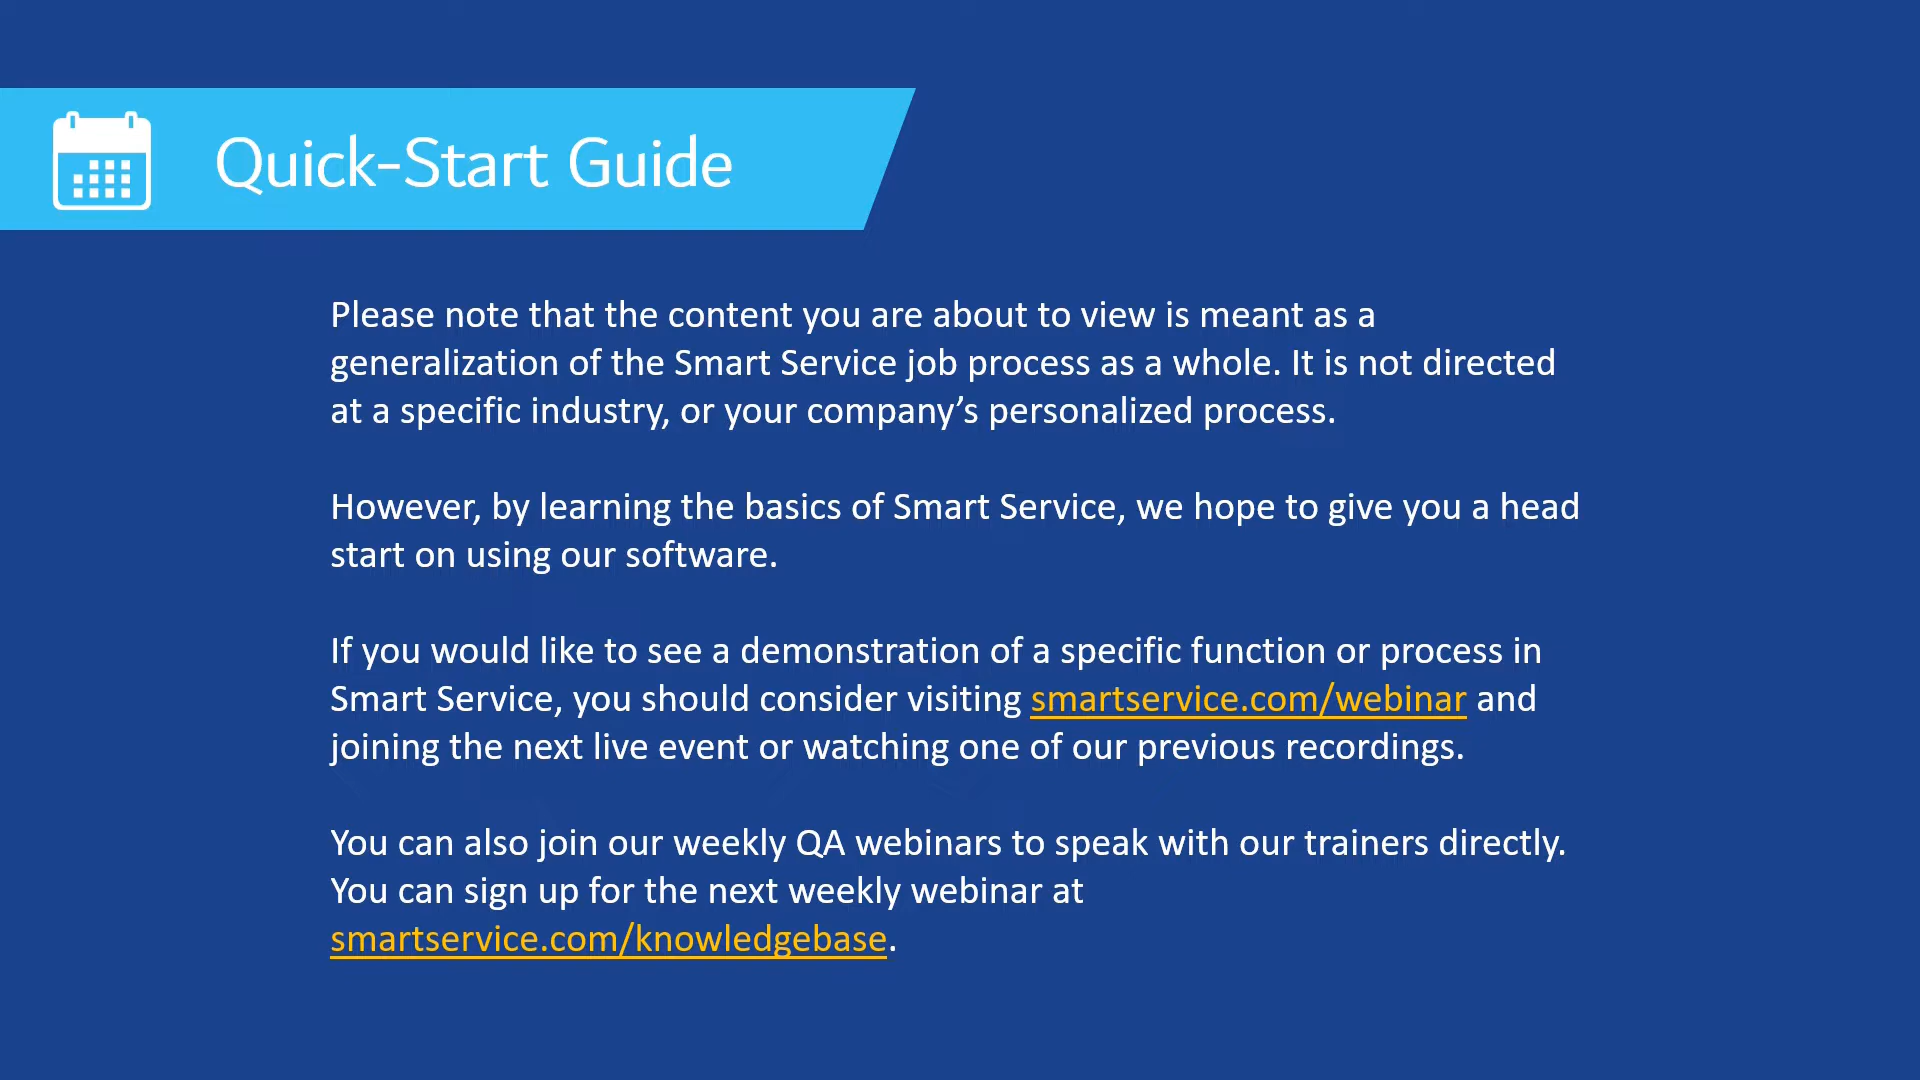 Quick-Start Guide
Please note that the content you are about to view is meant as a
generalization of the Smart Service job process as a whole. It is not directed
at a specific industry, or your company’s personalized process.
However, by learning the basics of Smart Service, we hope to give you a head
start on using our software.
If you would like to see a demonstration of a specific function or process in
Smart Service, you should consider visiting smartservice.com/webinar and
joining the next live event or watching one of our previous recordings.
You can also join our weekly QA webinars to speak with our trainers directly.
You can sign up for the next weekly webinar at
smartservice.com/knowledgebase.